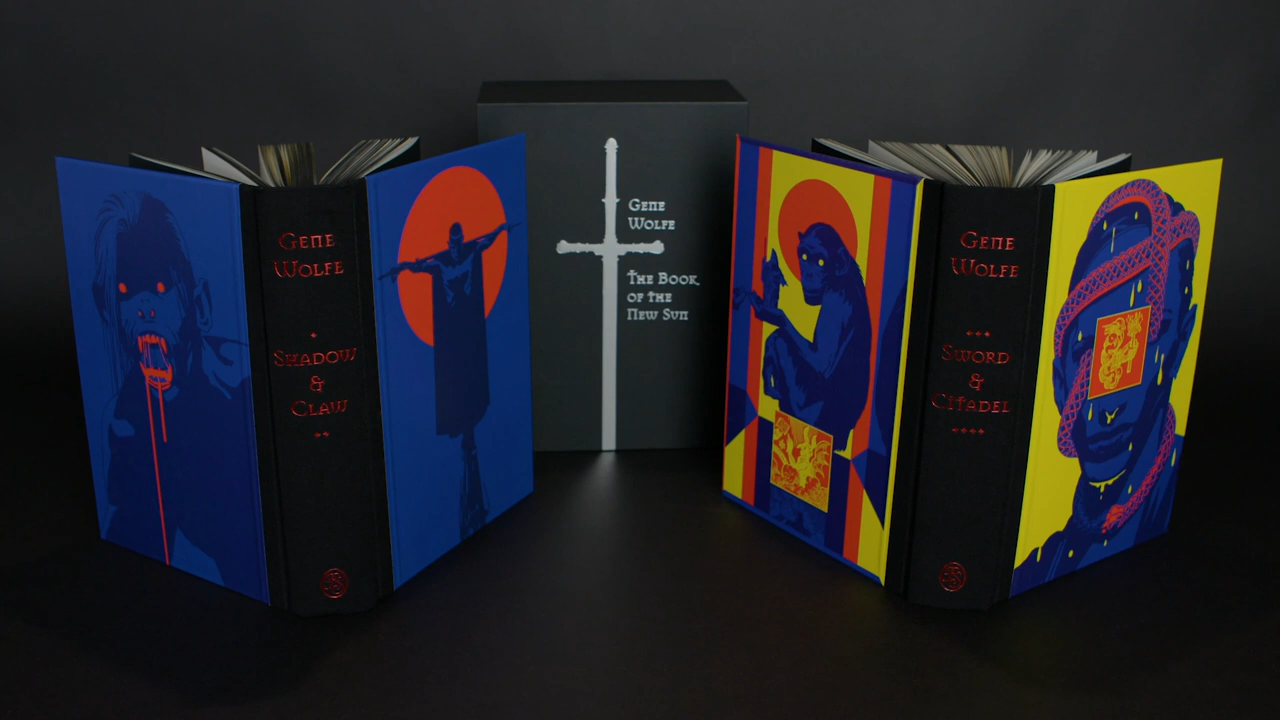 Gene
Wolfe
Shadow
&
Claw
Gene
Wolfe
The Book
of the
New Sun
Gene
Wolfe
Sword
&
Citadel